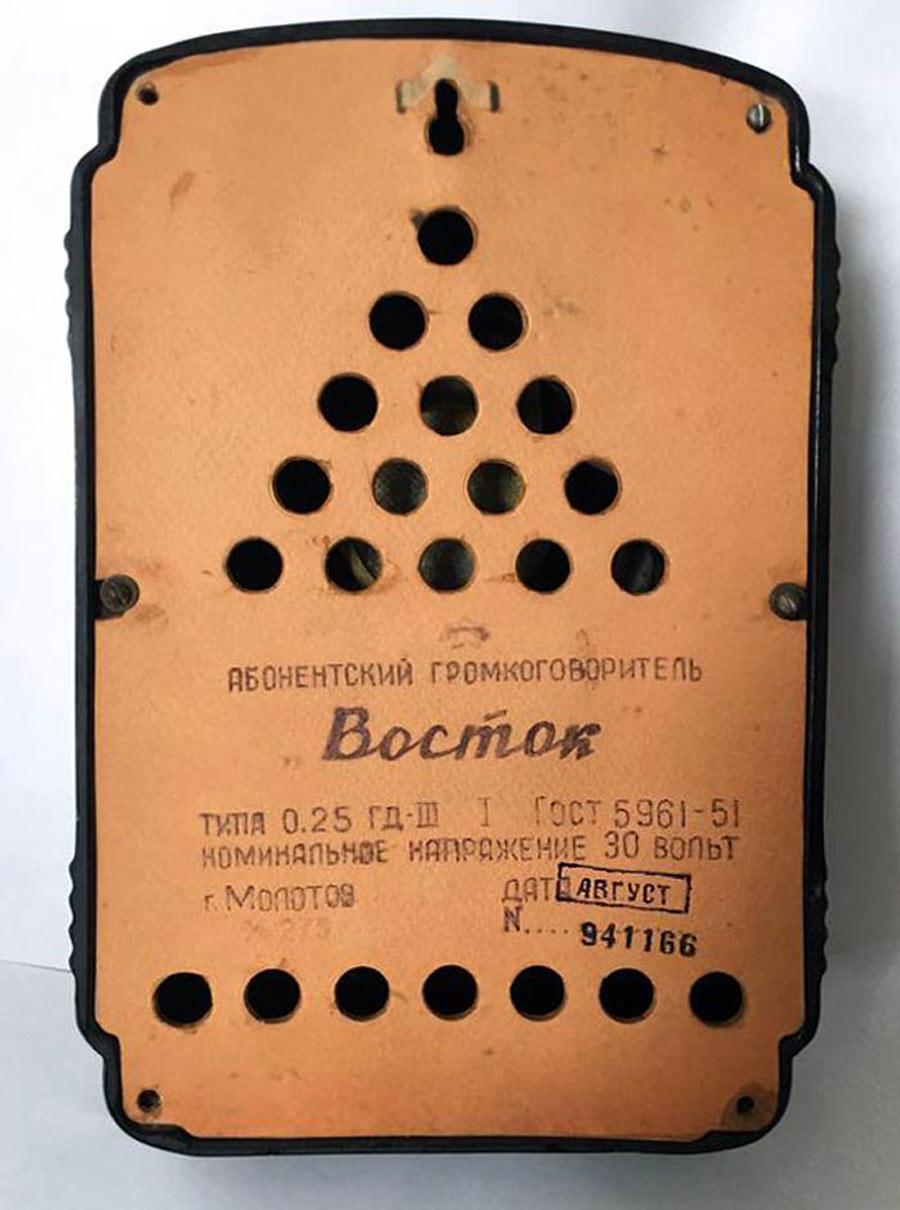 АБОНЕНТСКИЙ ГРОМКОГОВОРИТЕЛЬ
Восток
ТИПА 0.25 ГД-III I ГОСТ 5961-51
НОМИНАЛЬНОЕ НАПРЯЖЕНИЕ 30 ВОЛЬТ
г. МОЛОТОВ ДАТА АВГУСТ
N.... 941166